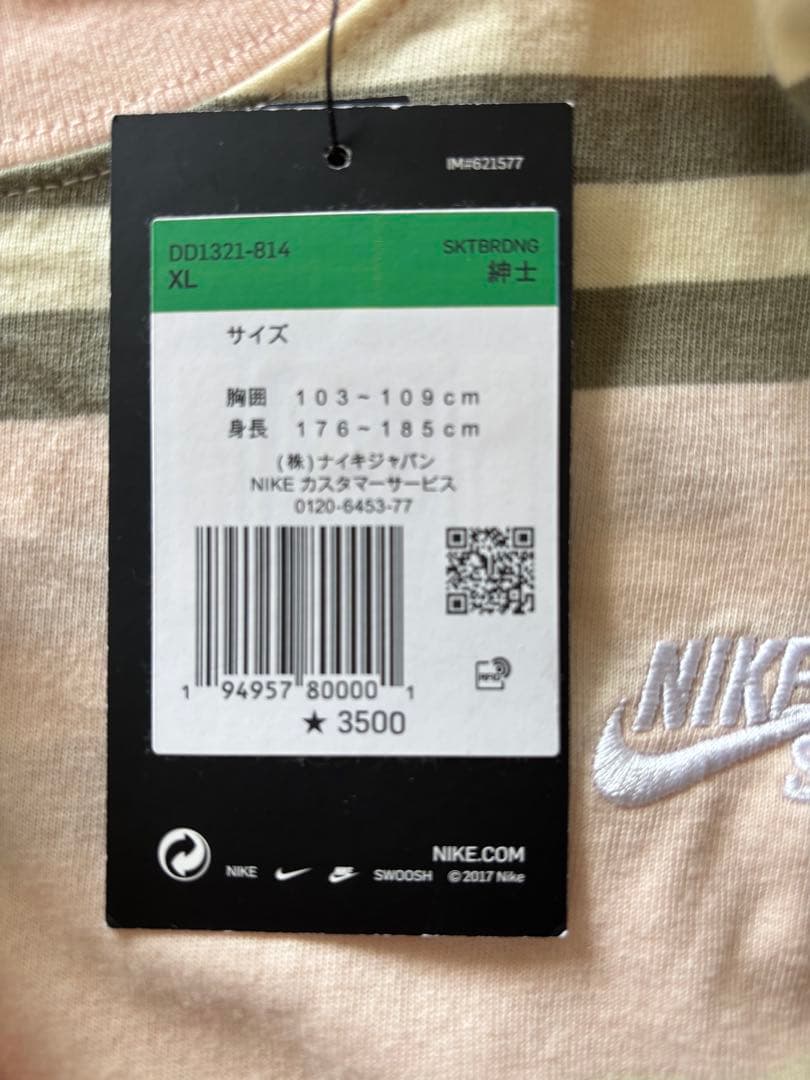 IM#621577
DD1321-814
SKTBRDNG
XL
紳士
サイズ
胸囲 103~109cm
身長 176~185cm
(株)ナイキジャパン
NIKE カスタマーサービス
0120-6453-77
1 94957 80000 1
★ 3500
NIKE.COM
NIKE SWOOSH © 2017 Nike
NIKE